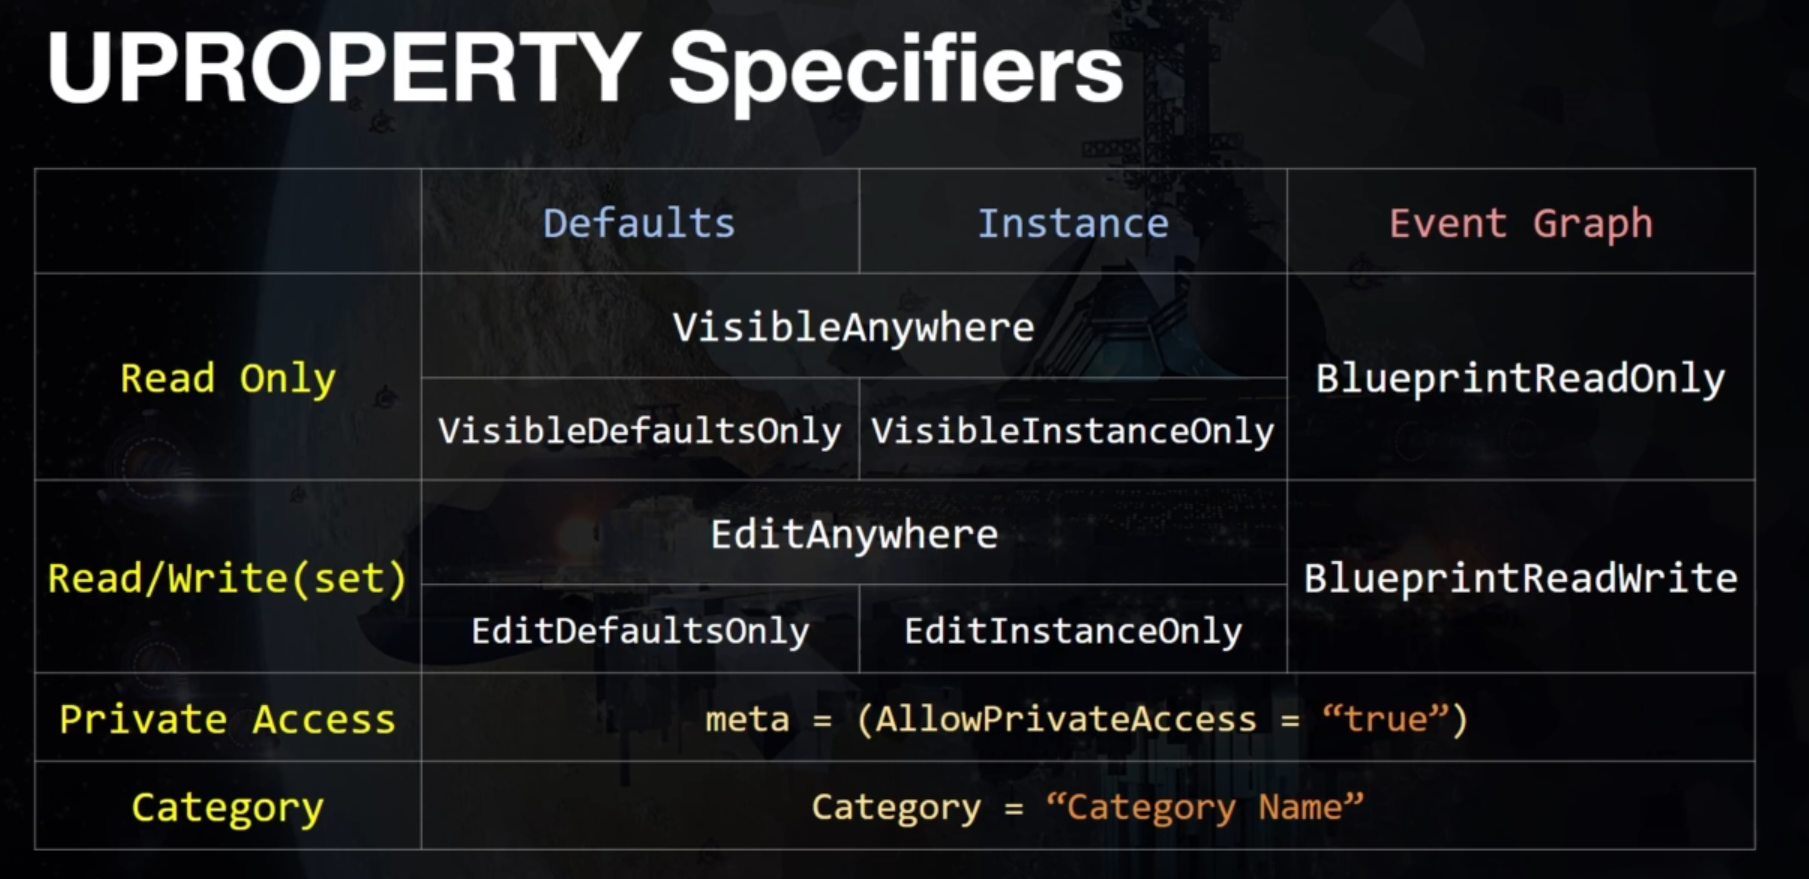 UPROPERTY Specifiers
Defaults
Instance
Event Graph
Read Only
VisibleAnywhere
VisibleDefaultsOnly
VisibleInstanceOnly
BlueprintReadOnly
Read/Write(set)
EditAnywhere
EditDefaultsOnly
EditInstanceOnly
BlueprintReadWrite
Private Access
meta = (AllowPrivateAccess = “true”)
Category
Category = “Category Name”